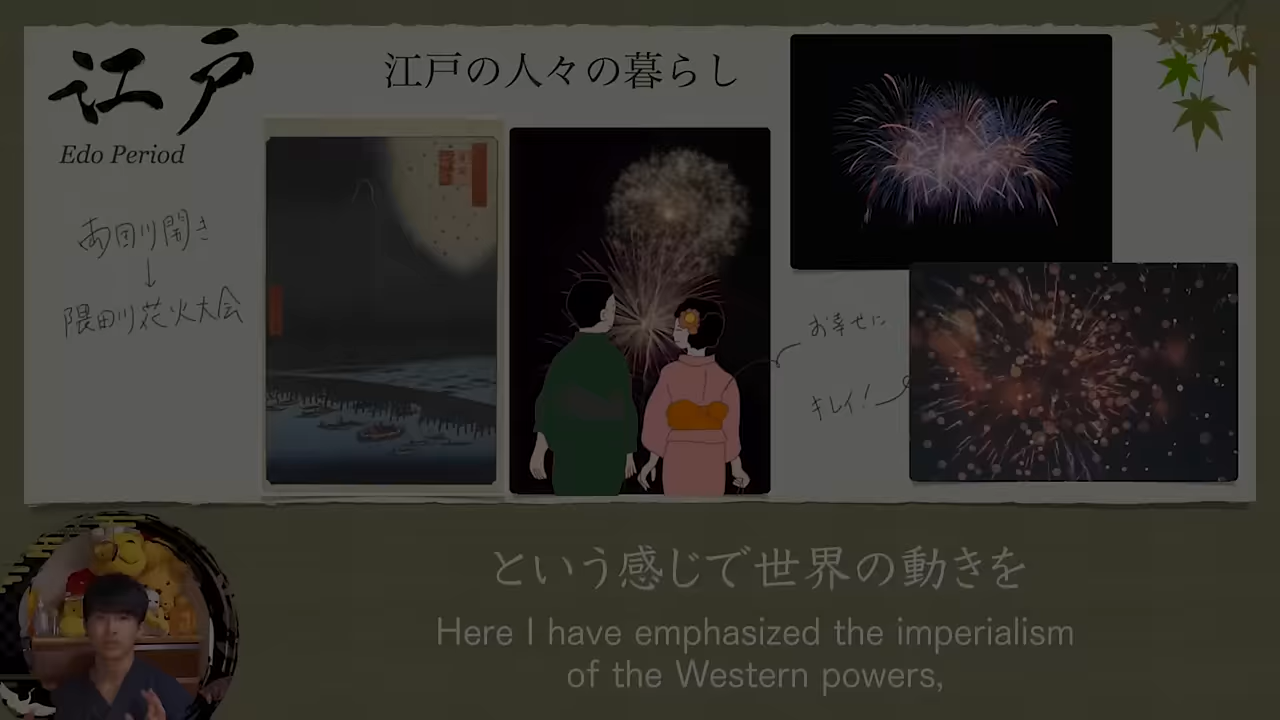 江戸
Edo Period
江戸の人々の暮らし
両国川開き
↓
隅田川花火大会
お幸せに
キレイ!
という感じで世界の動きを
Here I have emphasized the imperialism
of the Western powers,